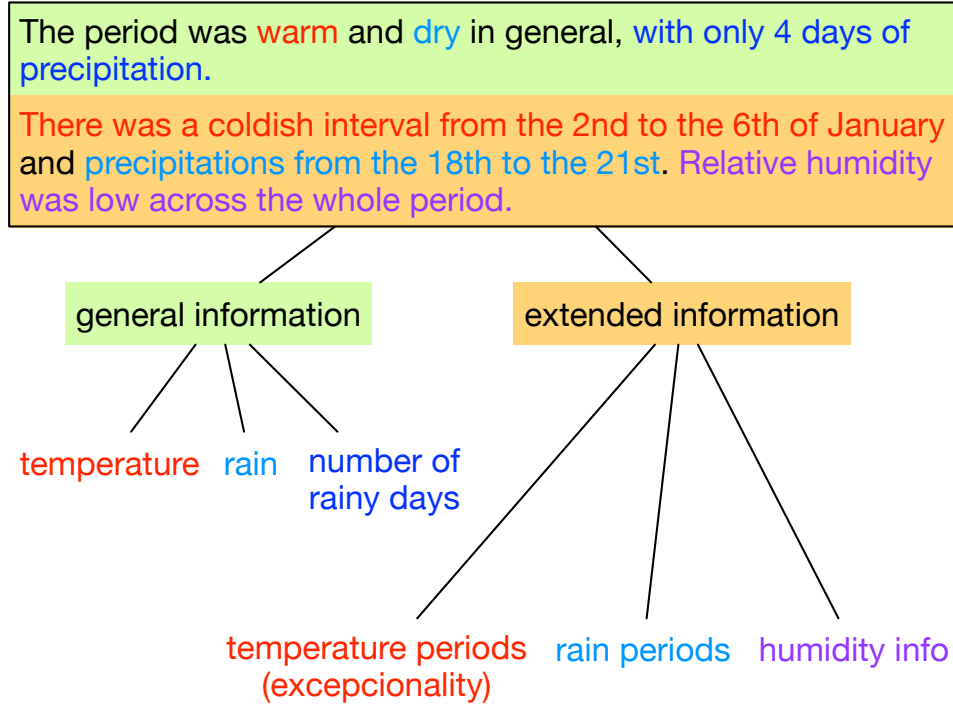 The period was warm and dry in general, with only 4 days of
precipitation.
There was a coldish interval from the 2nd to the 6th of January
and precipitations from the 18th to the 21st. Relative humidity
was low across the whole period.
general information
extended information
temperature
rain
number of
rainy days
temperature periods
(excepcionality)
rain periods
humidity info